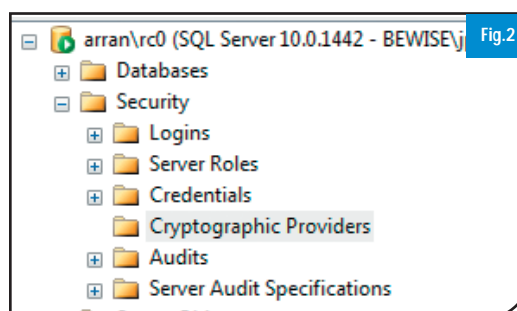 arran\rc0 (SQL Server 10.0.1442 - BEWISE\
Fig.2
Databases
Security
Logins
Server Roles
Credentials
Cryptographic Providers
Audits
Server Audit Specifications